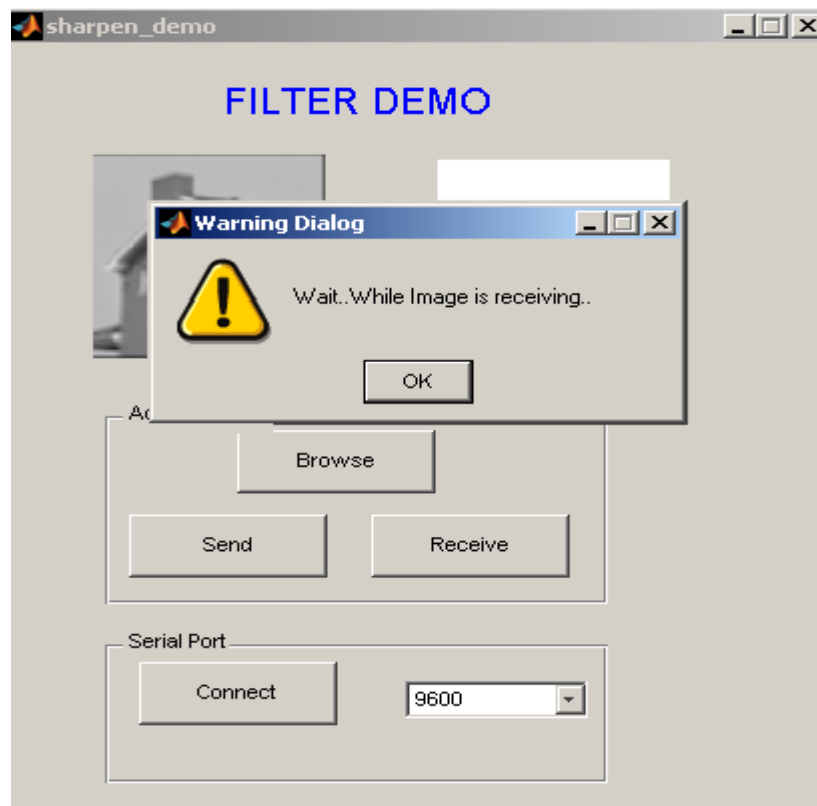 sharpen_demo
FILTER DEMO
Warning Dialog
Wait..While Image is receiving..
OK
Browse
Send
Receive
Serial Port
Connect
9600